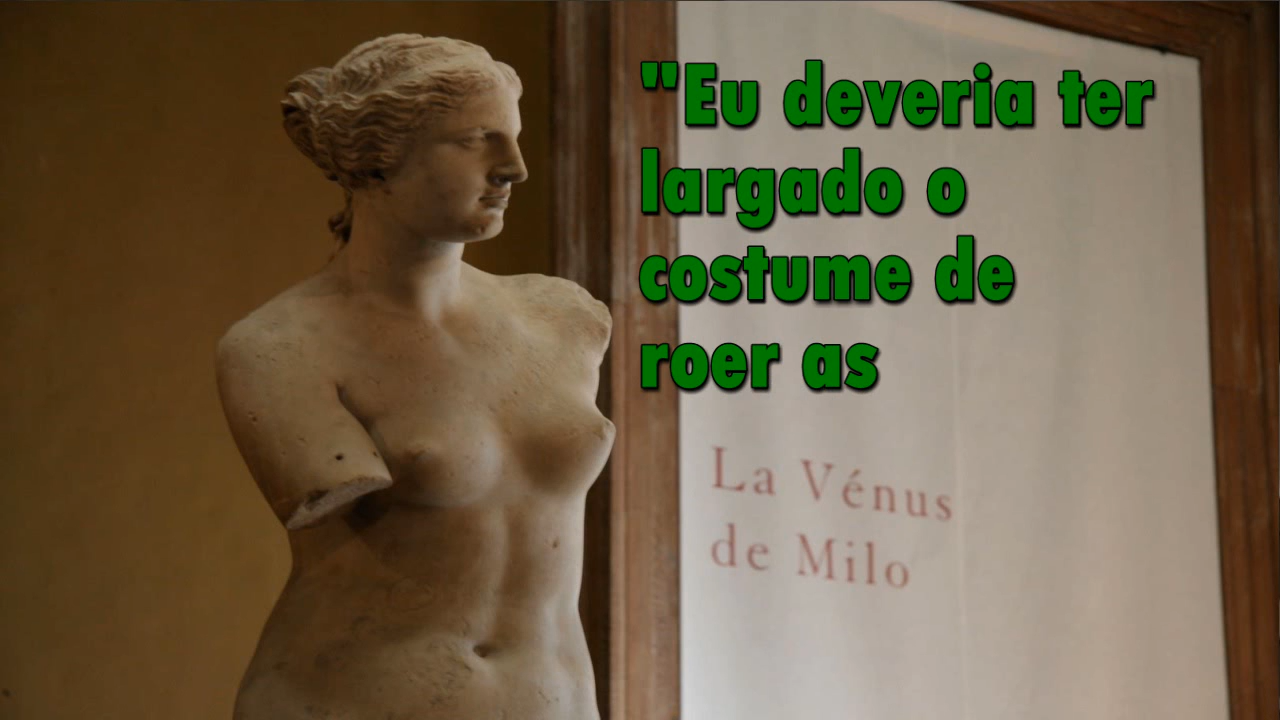 "Eu deveria ter
largado o
costume de
roer as
La Vénus
de Milo